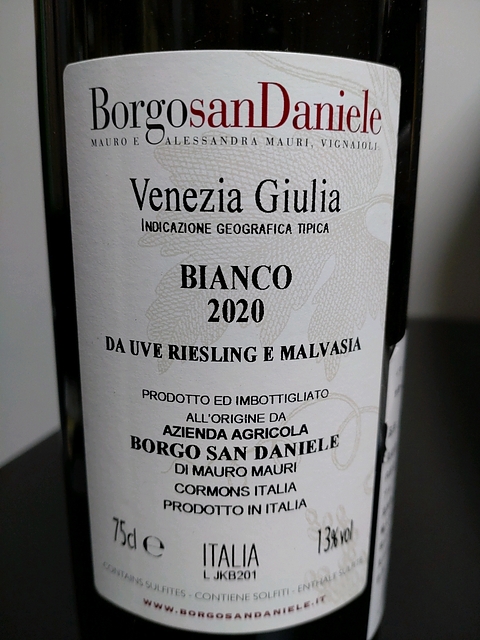 BorgosanDaniele
MAURO E ALESSANDRA MAURI, VIGNAIOLI
Venezia Giulia
INDICAZIONE GEOGRAFICA TIPICA
BIANCO
2020
DA UVE RIESLING E MALVASIA
PRODOTTO ED IMBOTTIGLIATO
ALL'ORIGINE DA
AZIENDA AGRICOLA
BORGO SAN DANIELE
DI MAURO MAURI
CORMONS ITALIA
PRODOTTO IN ITALIA
75cl e ITALIA 13%vol
L JKB201
CONTAINS SULFITES - CONTIENE SOLFITI - ENTHALE SULFITE
WWW.BORGOSANDANIELE.IT